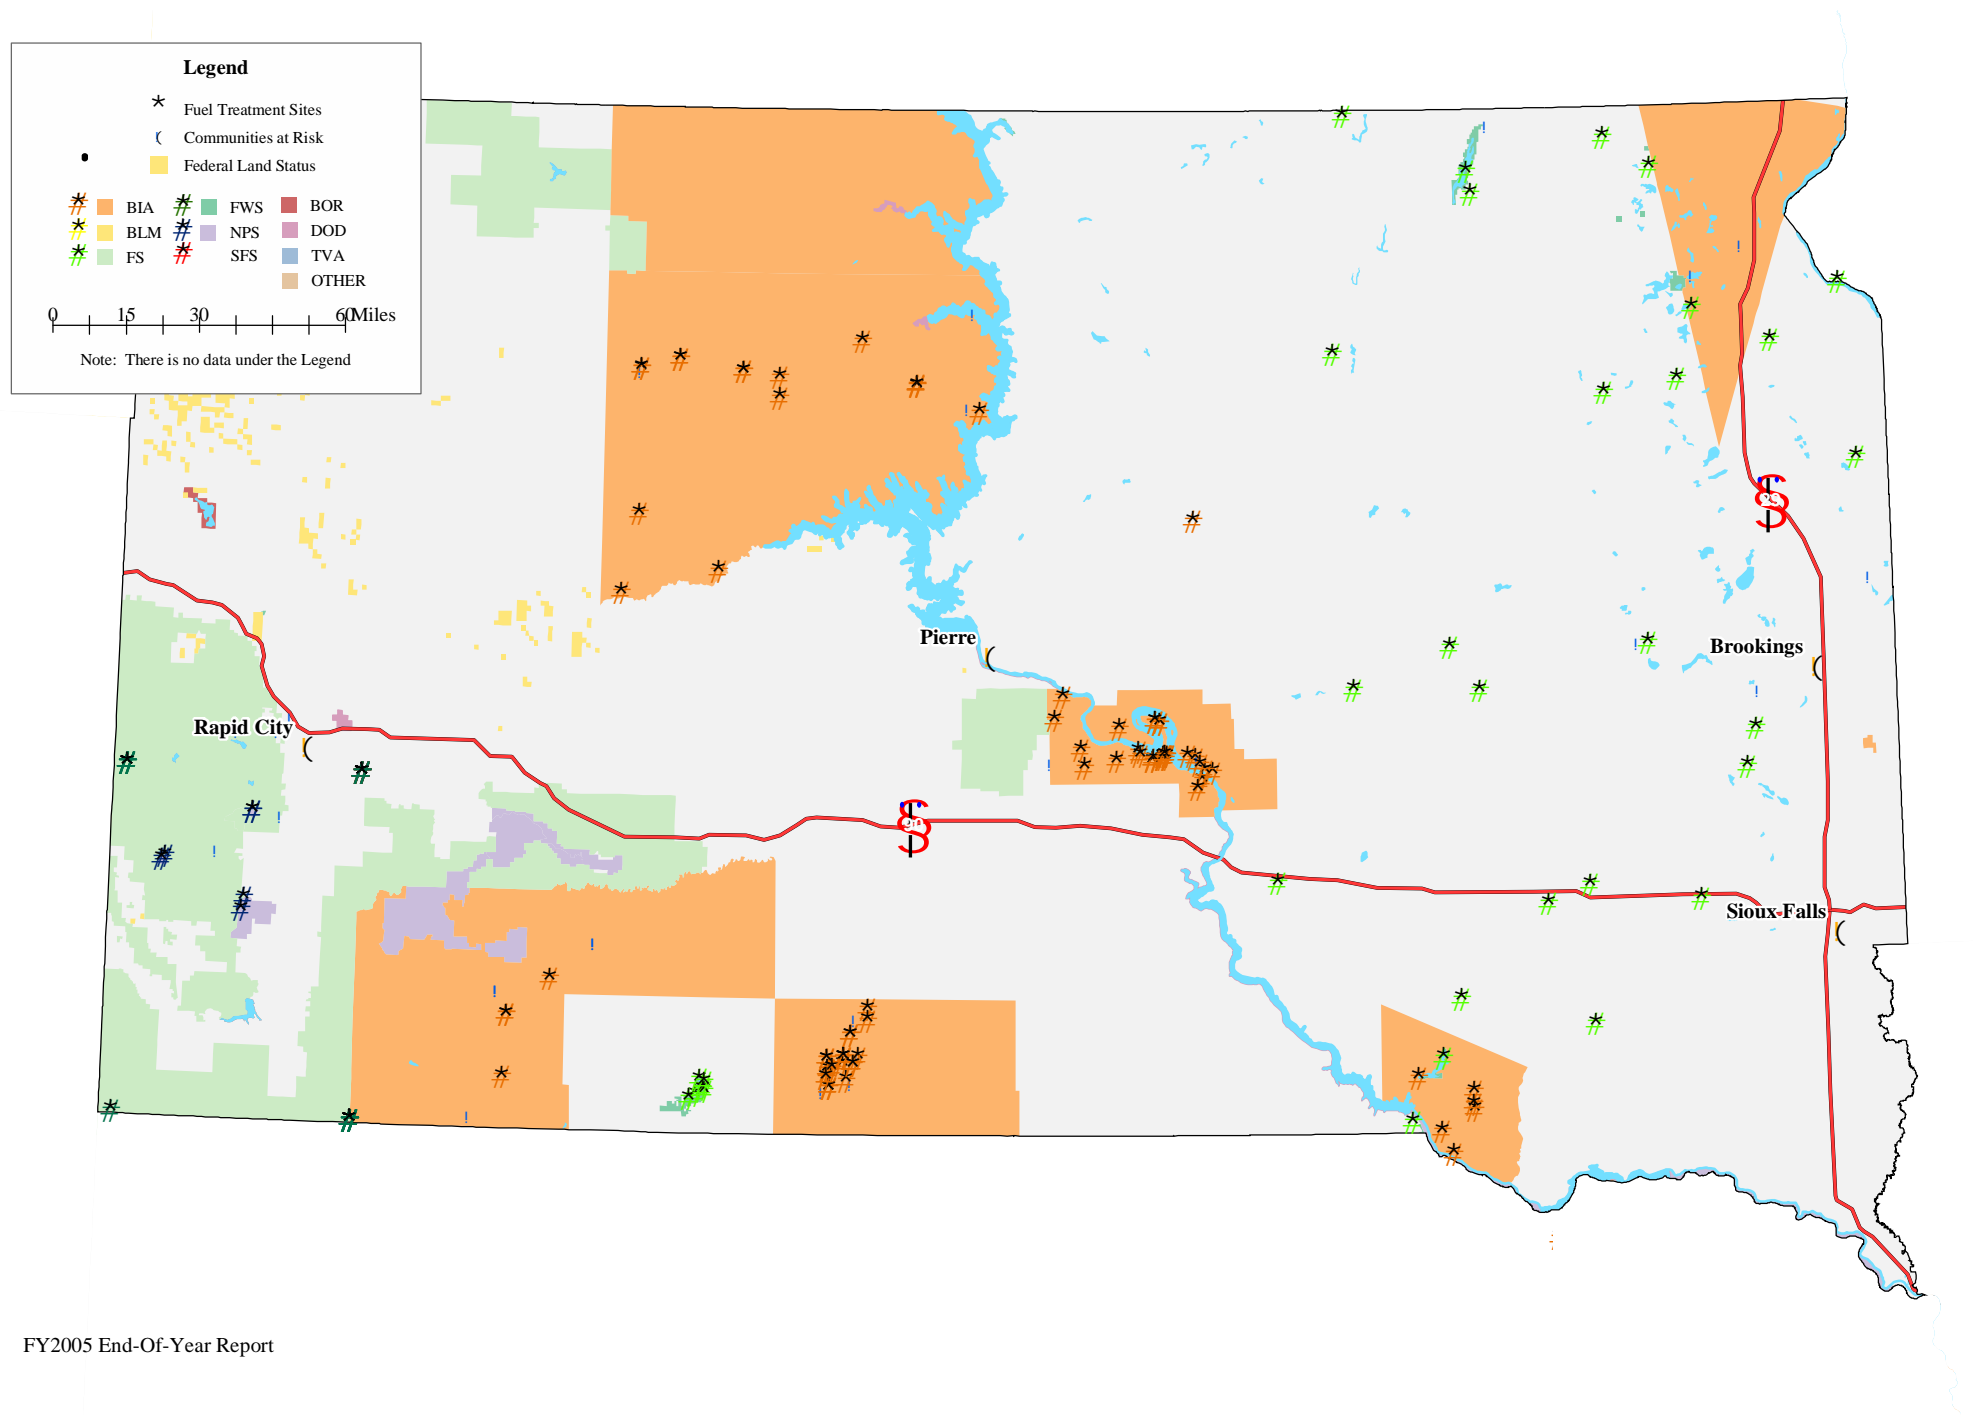 Legend
Fuel Treatment Sites
Communities at Risk
Federal Land Status
BIA FWS BOR
BLM NPS DOD
FS SFS TVA
OTHER
0 15 30 60 Miles
Note: There is no data under the Legend
Pierre
Brookings
Rapid City
90
Sioux Falls
FY2005 End-Of-Year Report